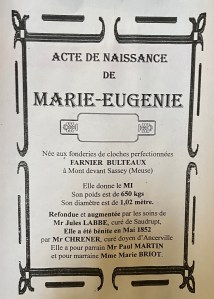 ACTE DE NAISSANCE
DE
MARIE-EUGENIE
Née aux fonderies de cloches perfectionnées
FARNIER BULTEAUX
à Mont devant Sassey (Meuse)
Elle donne le MI
Son poids est de 650 kgs
Son diamètre est de 1,02 mètre.
Refondue et augmentée par les soins de
Mr Jules LABBE, curé de Saudrupt,
Elle a été bénite en Mai 1852
par Mr CHRENER, curé doyen d'Ancerville
Elle a pour parrain Mr Paul MARTIN
et pour marraine Mme Marie BRIOT.